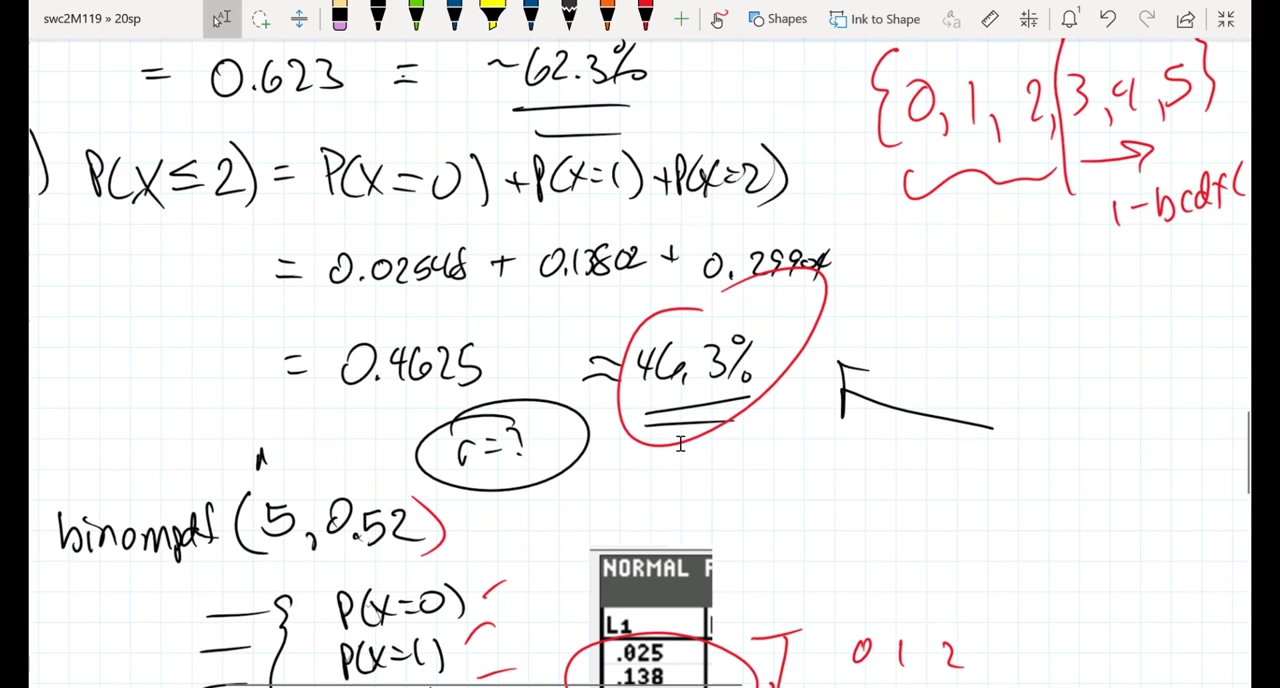 swc2M119 » 20sp
Shapes
Ink to Shape
= 0.623 = ~62.3%
{0, 1, 2, 3, 4, 5}
) P(X ≤ 2) = P(X = 0) + P(X=1) + P(X=2)
1-bcdf(
= 0.02548 + 0.13802 + 0.2990
= 0.4625 ≈ 46.3%
r = ?
binompdf (5, 0.52)
NORMAL F
P(X=0)
L1
P(X=1)
.025
.138
0 1 2